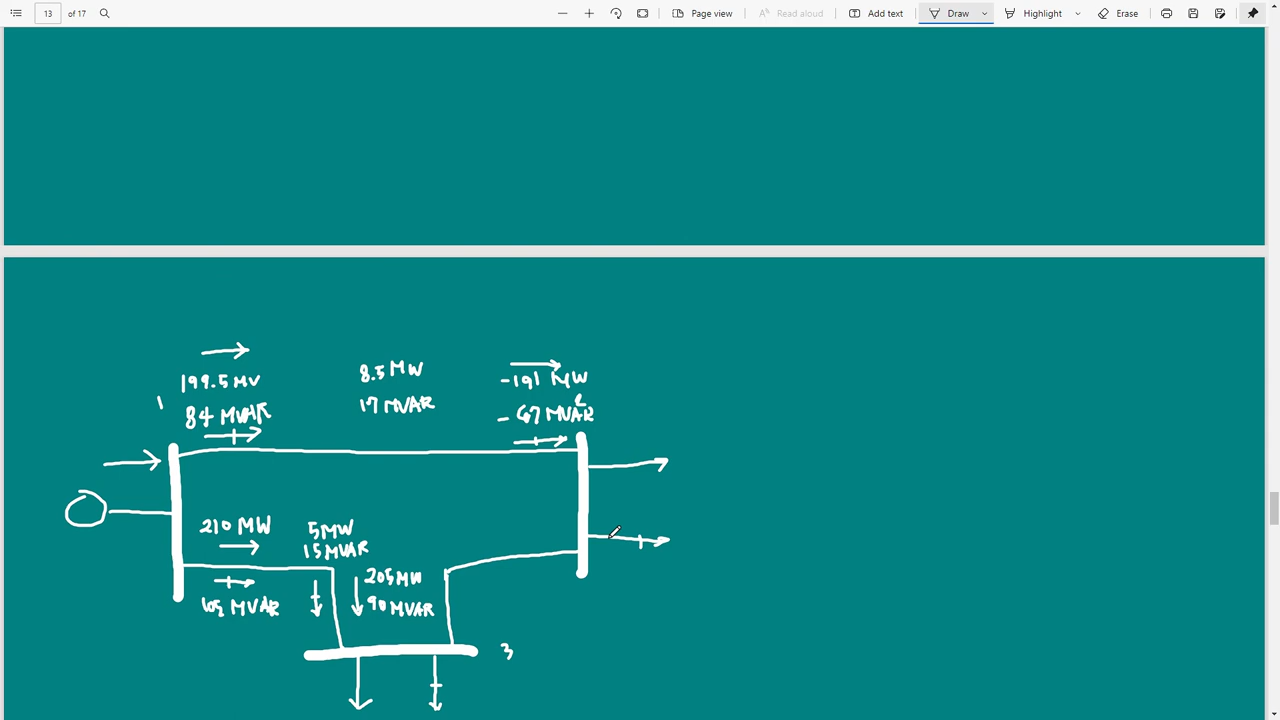 13 of 17 Page view Read aloud Add text Draw Highlight Erase
199.5 MW 8.5 MW -191 MW
1 84 MVAR 17 MVAR - 67 MVAR
2
210 MW 5 MW
15 MVAR
205 MW
105 MVAR 90 MVAR
3